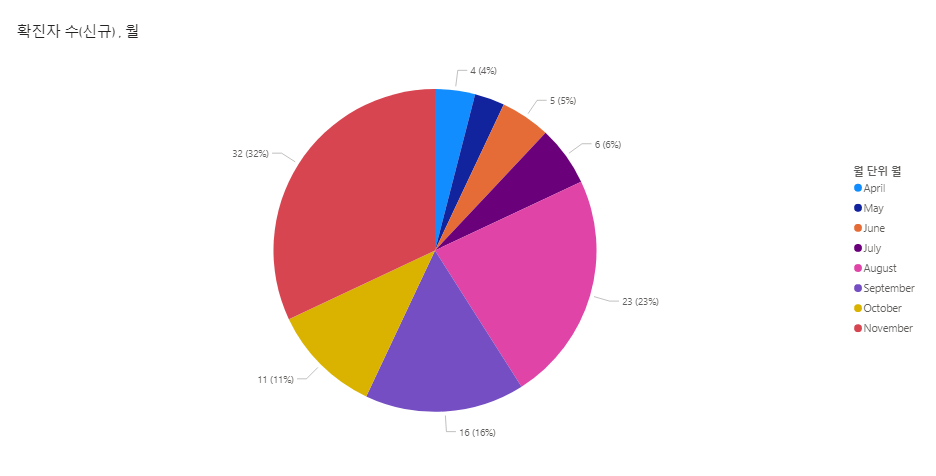 확진자 수(신규) , 월
4 (4%)
5 (5%)
6 (6%)
23 (23%)
16 (16%)
11 (11%)
32 (32%)
월 단위 월
April
May
June
July
August
September
October
November